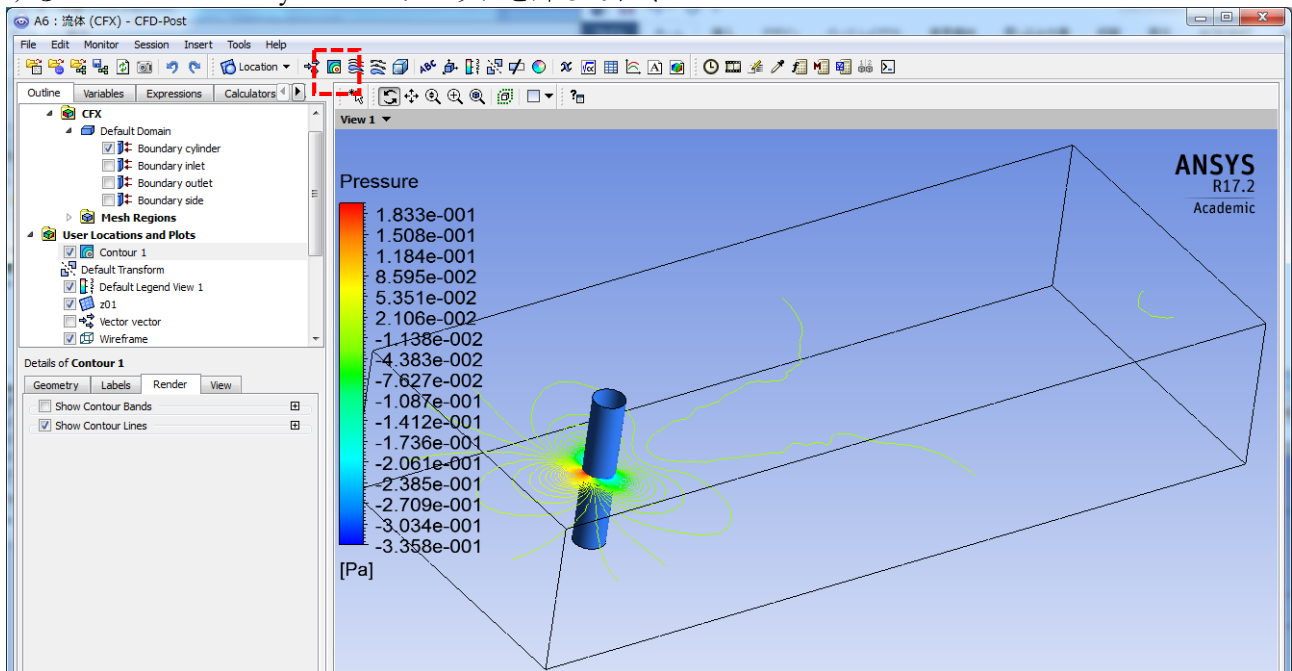 A6 : 流体 (CFX) - CFD-Post
File Edit Monitor Session Insert Tools Help
Location
Outline Variables Expressions Calculators
CFX
Default Domain
Boundary cylinder
Boundary inlet
Boundary outlet
Boundary side
Mesh Regions
User Locations and Plots
Contour 1
Default Transform
Default Legend View 1
z01
Vector vector
Wireframe
Details of Contour 1
Geometry Labels Render View
Show Contour Bands
Show Contour Lines
View 1
Pressure
1.833e-001
1.508e-001
1.184e-001
8.595e-002
5.351e-002
2.106e-002
-1.138e-002
-4.383e-002
-7.627e-002
-1.087e-001
-1.412e-001
-1.736e-001
-2.061e-001
-2.385e-001
-2.709e-001
-3.034e-001
-3.358e-001
[Pa]
ANSYS
R17.2
Academic